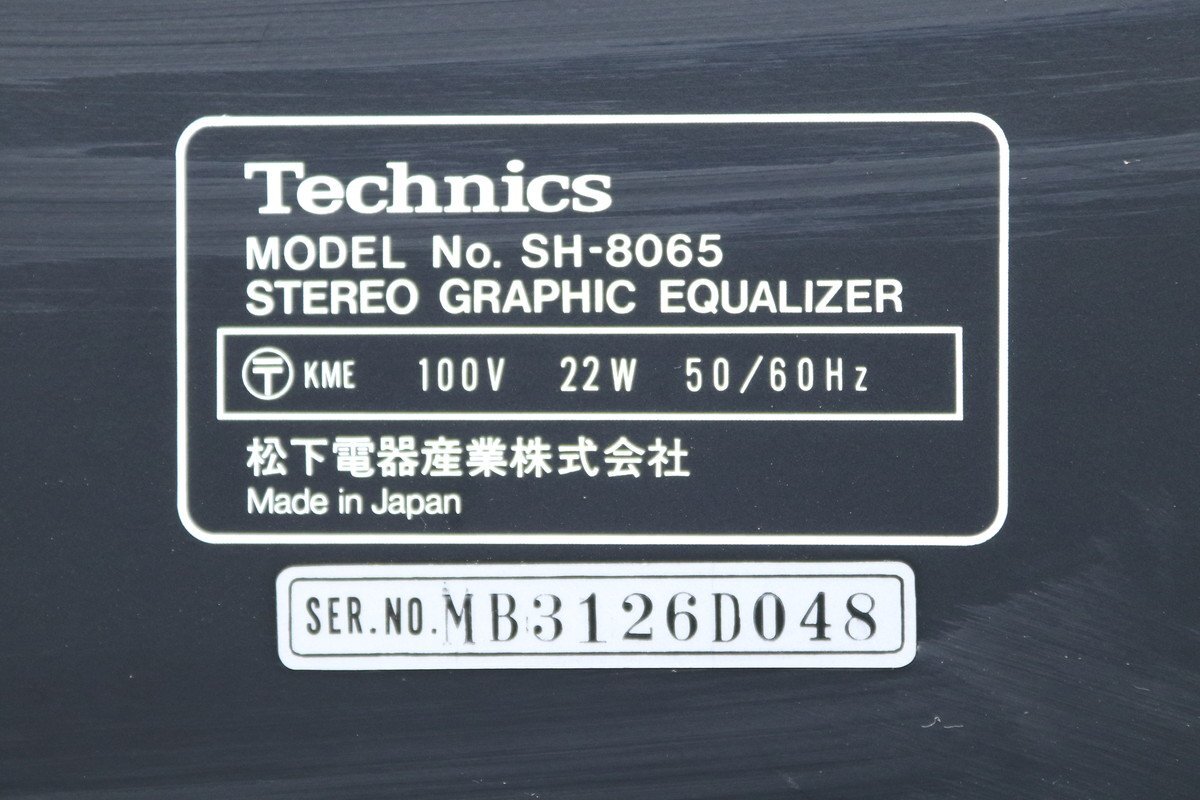 Technics
MODEL No. SH-8065
STEREO GRAPHIC EQUALIZER
〒 KME 100V 22W 50/60Hz
松下電器産業株式会社
Made in Japan
SER.NO.MB3126D048